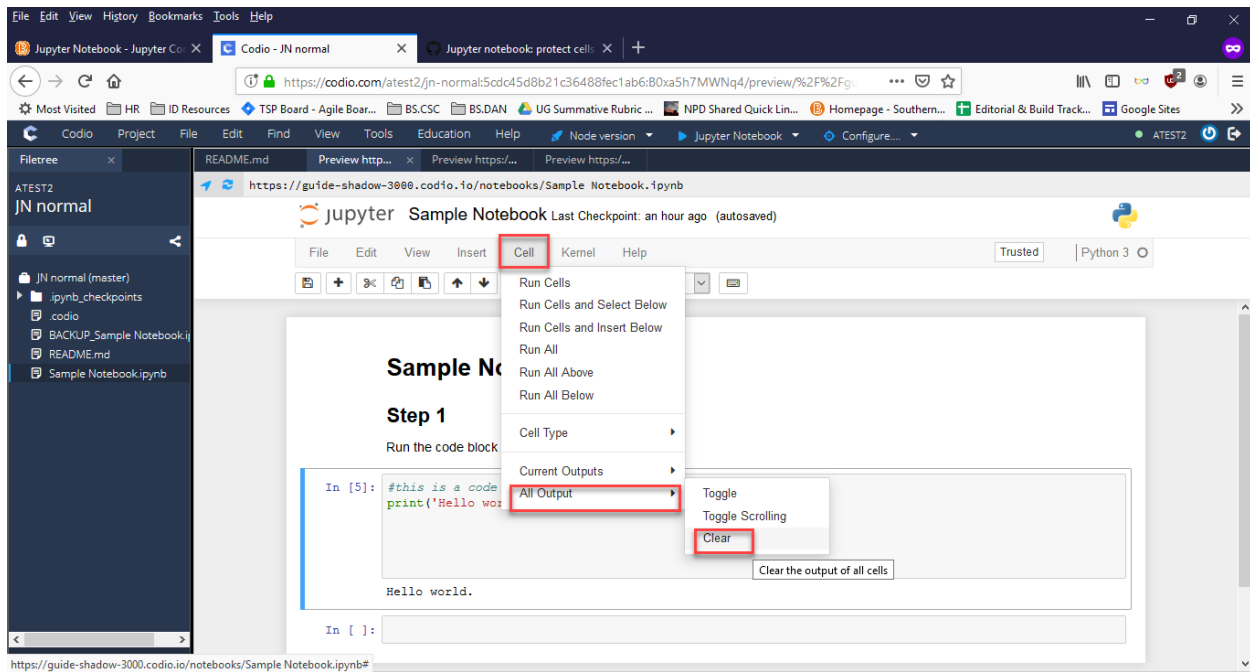 File Edit View History Bookmarks Tools Help
Jupyter Notebook - Jupyter Co
Codio - JN normal
Jupyter notebook: protect cells
https://codio.com/atest2/jn-normal:5cdc45d8b21c36488fec1ab6:B0xa5h7MWNq4/preview/%2F%2Fgu
Most Visited HR ID Resources TSP Board - Agile Boar... BS.CSC BS.DAN UG Summative Rubric ... NPD Shared Quick Lin... Homepage - Southern... Editorial & Build Track... Google Sites
Codio Project File Edit Find View Tools Education Help Node version Jupyter Notebook Configure.... ATEST2
Filetree
README.md Preview http... Preview https:/... Preview https:/...
ATEST2
JN normal
https://guide-shadow-3000.codio.io/notebooks/Sample Notebook.ipynb
jupyter Sample Notebook Last Checkpoint: an hour ago (autosaved)
File Edit View Insert Cell Kernel Help
Trusted Python 3
JN normal (master)
.ipynb_checkpoints
.codio
BACKUP_Sample Notebook.i
README.md
Sample Notebook.ipynb
Run Cells
Run Cells and Select Below
Run Cells and Insert Below
Run All
Run All Above
Run All Below
Cell Type
Current Outputs
All Output
Toggle
Toggle Scrolling
Clear
Clear the output of all cells
Sample No
Step 1
Run the code block
In [5]: #this is a code
print('Hello wor
Hello world.
In [ ]:
https://guide-shadow-3000.codio.io/notebooks/Sample Notebook.ipynb#